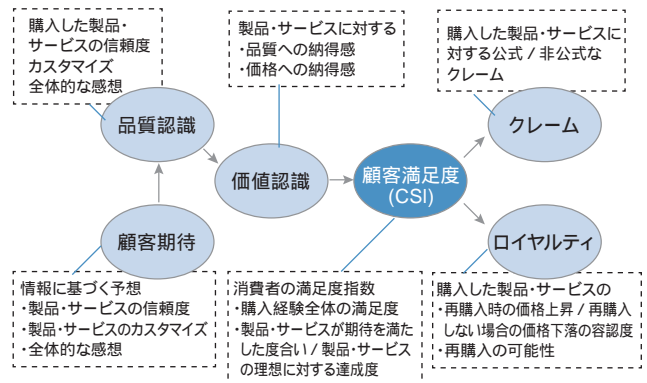 購入した製品・
サービスの信頼度
カスタマイズ
全体的な感想
製品・サービスに対する
・品質への納得感
・価格への納得感
購入した製品・サービスに
対する公式 / 非公式な
クレーム
品質認識
クレーム
価値認識
顧客満足度
(CSI)
顧客期待
ロイヤルティ
情報に基づく予想
・製品・サービスの信頼度
・製品・サービスのカスタマイズ
・全体的な感想
消費者の満足度指数
・購入経験全体の満足度
・製品・サービスが期待を満た
した度合い / 製品・サービス
の理想に対する達成度
購入した製品・サービスの
・再購入時の価格上昇 / 再購入
しない場合の価格下落の容認度
・再購入の可能性